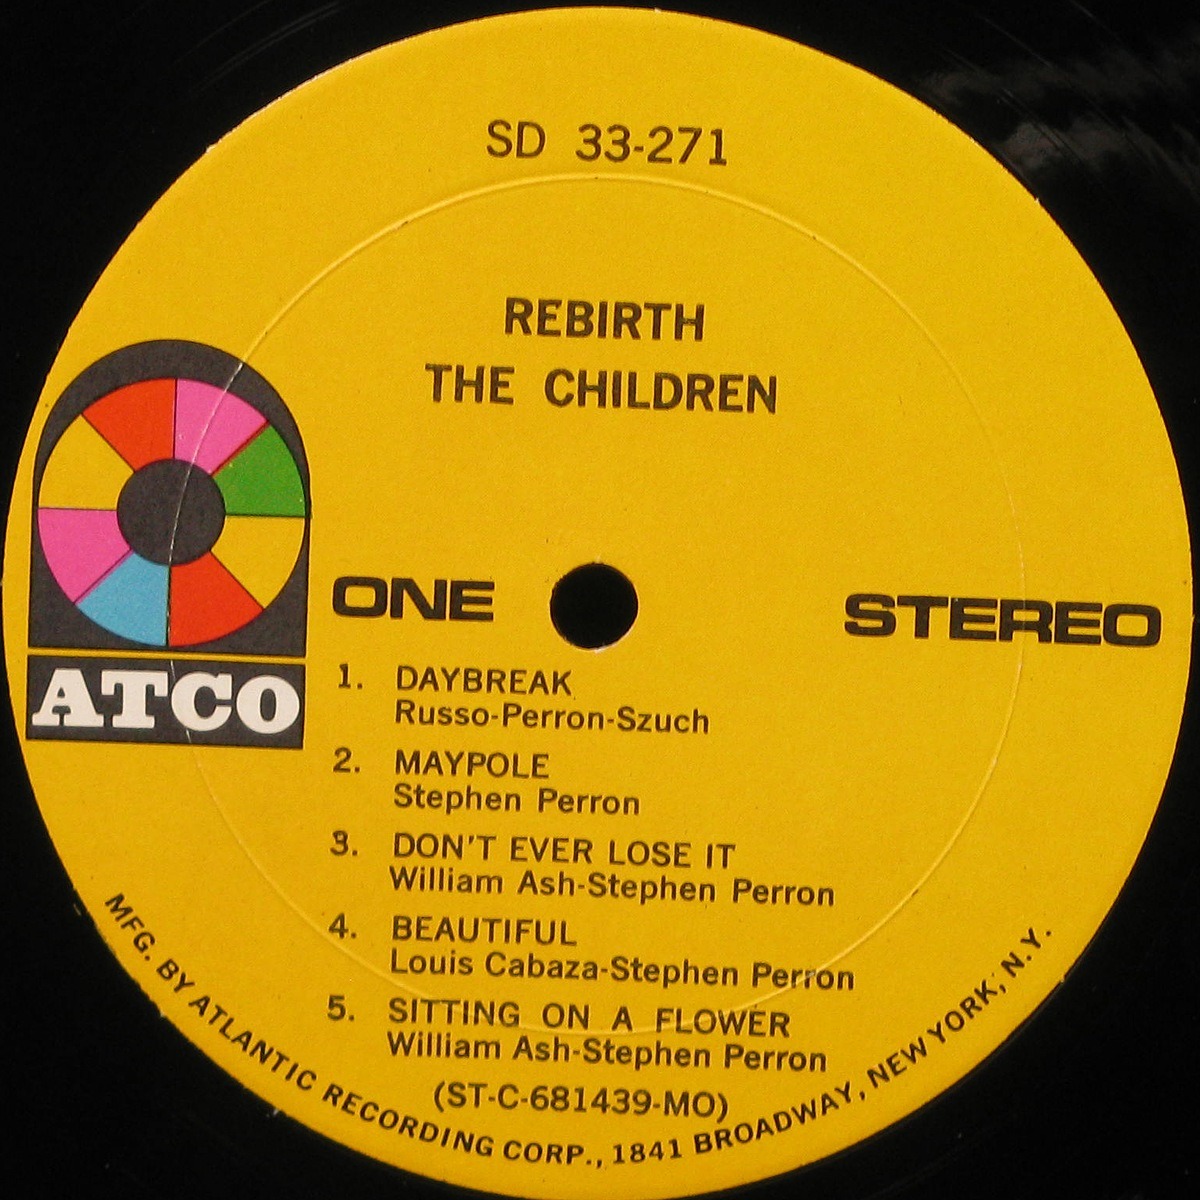 SD 33-271
REBIRTH
THE CHILDREN
ATCO
ONE
STEREO
1. DAYBREAK
Russo-Perron-Szuch
2. MAYPOLE
Stephen Perron
3. DON'T EVER LOSE IT
William Ash-Stephen Perron
4. BEAUTIFUL
Louis Cabaza-Stephen Perron
5. SITTING ON A FLOWER
William Ash-Stephen Perron
(ST-C-681439-MO)
MFG. BY ATLANTIC RECORDING CORP., 1841 BROADWAY, NEW YORK, N.Y.